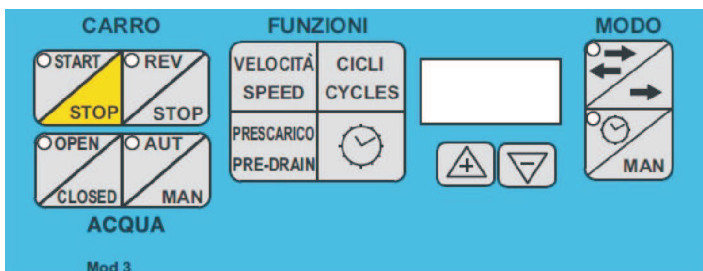 CARRO FUNZIONI MODO
START REV
STOP STOP
VELOCITÀ CICLI
SPEED CYCLES
OPEN AUT
CLOSED MAN
PRESCARICO
PRE-DRAIN
+ −
MAN
ACQUA
Mod 3